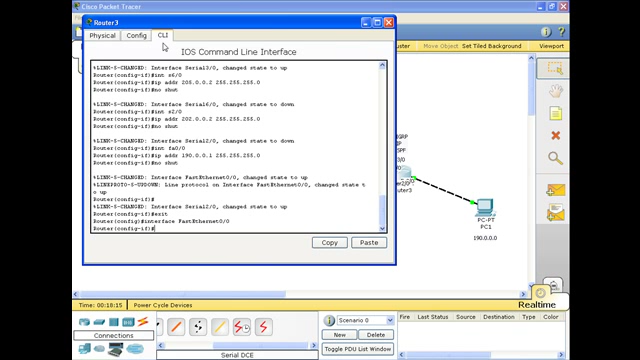 Cisco Packet Tracer
Router3
Physical
Config
CLI
IOS Command Line Interface
%LINK-5-CHANGED: Interface Serial3/0, changed state to up
Router(config-if)#int s6/0
Router(config-if)#ip addr 205.0.0.2 255.255.255.0
Router(config-if)#no shut
%LINK-5-CHANGED: Interface Serial6/0, changed state to down
Router(config-if)#int s2/0
Router(config-if)#ip addr 202.0.0.2 255.255.255.0
Router(config-if)#no shut
%LINK-5-CHANGED: Interface Serial2/0, changed state to down
Router(config-if)#int fa0/0
Router(config-if)#ip addr 190.0.0.1 255.255.255.0
Router(config-if)#no shut
%LINK-5-CHANGED: Interface FastEthernet0/0, changed state to up
%LINEPROTO-5-UPDOWN: Line protocol on Interface FastEthernet0/0, changed state t
o up
Router(config-if)#
%LINK-5-CHANGED: Interface Serial2/0, changed state to up
Router(config-if)#exit
Router(config)#interface FastEthernet0/0
Router(config-if)#
Copy
Paste
Move Object
Set Tiled Background
Viewport
PC-PT
PC1
190.0.0.0
Time: 00:18:15
Power Cycle Devices
Realtime
Connections
Serial DCE
Scenario 0
New
Delete
Toggle PDU List Window
Fire
Last Status
Source
Destination
Type
Color